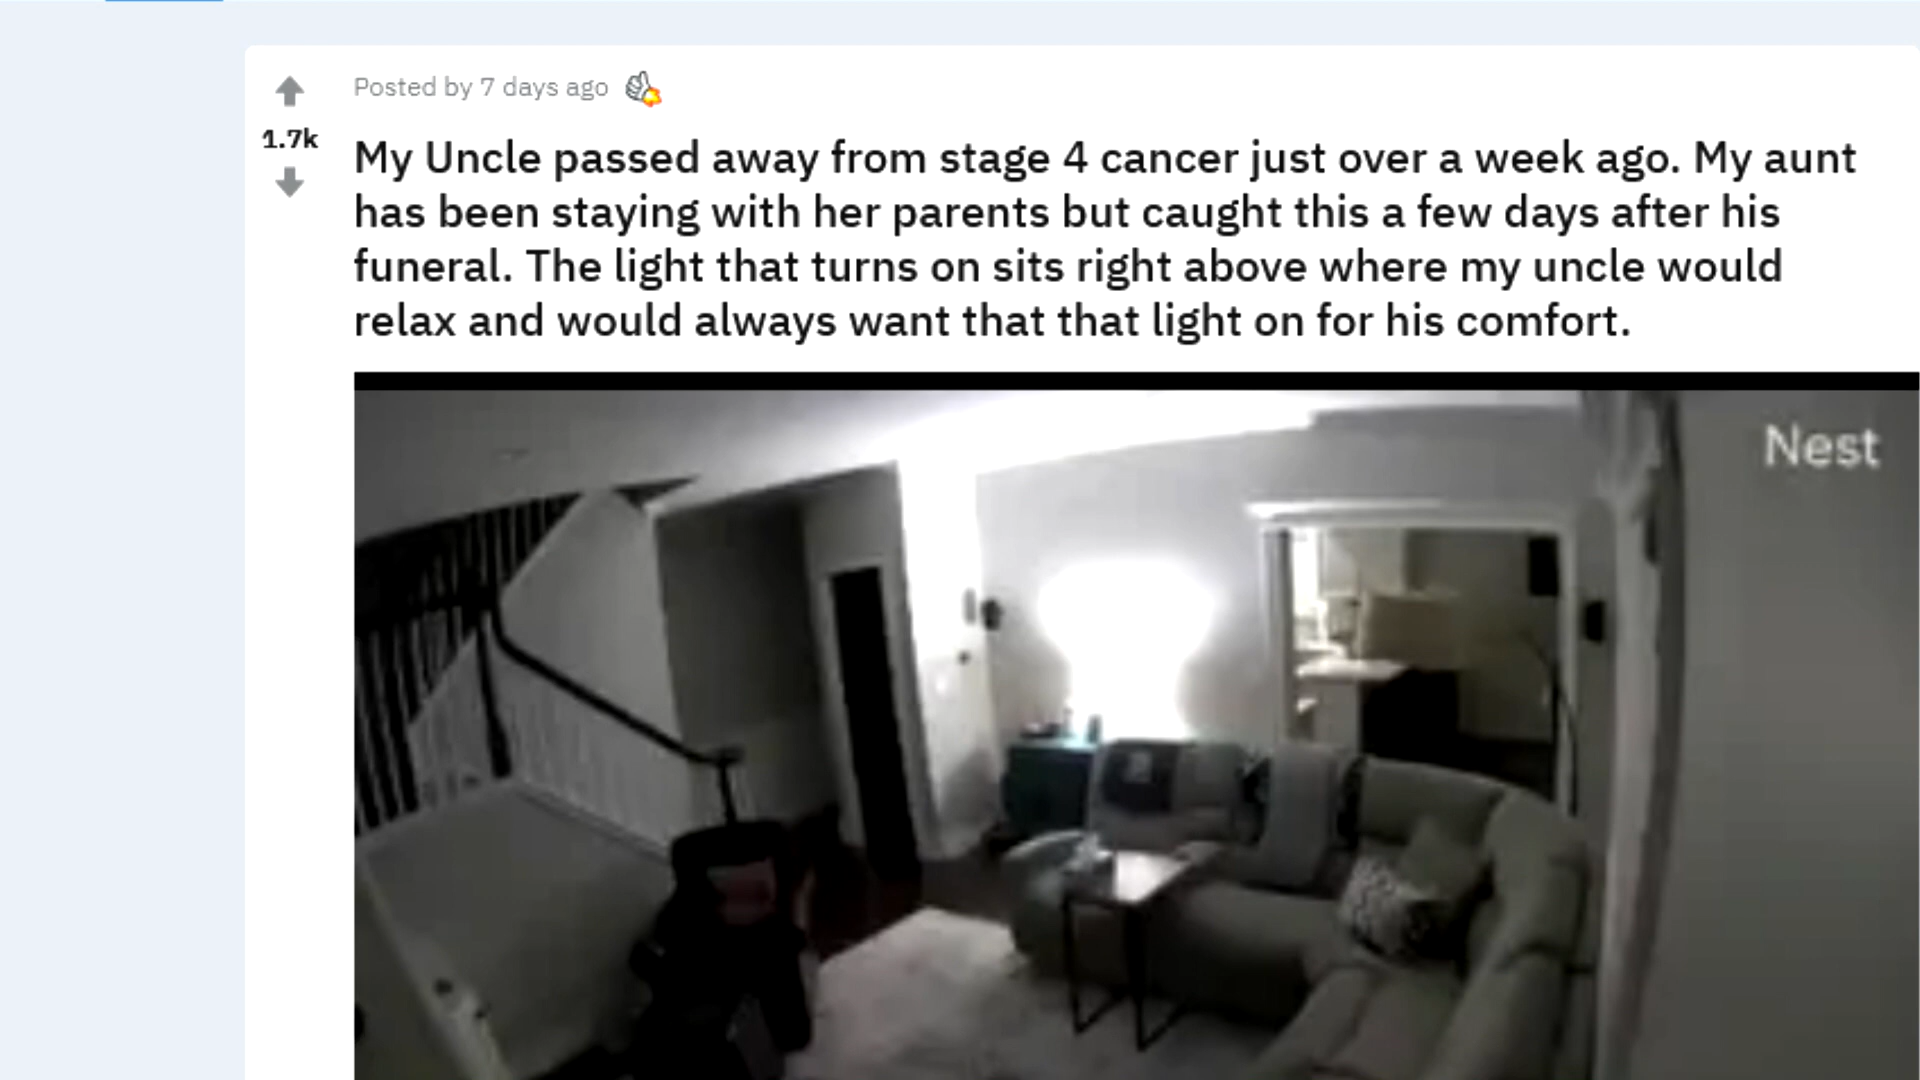 Posted by 7 days ago
1.7k
My Uncle passed away from stage 4 cancer just over a week ago. My aunt
has been staying with her parents but caught this a few days after his
funeral. The light that turns on sits right above where my uncle would
relax and would always want that that light on for his comfort.
Nest